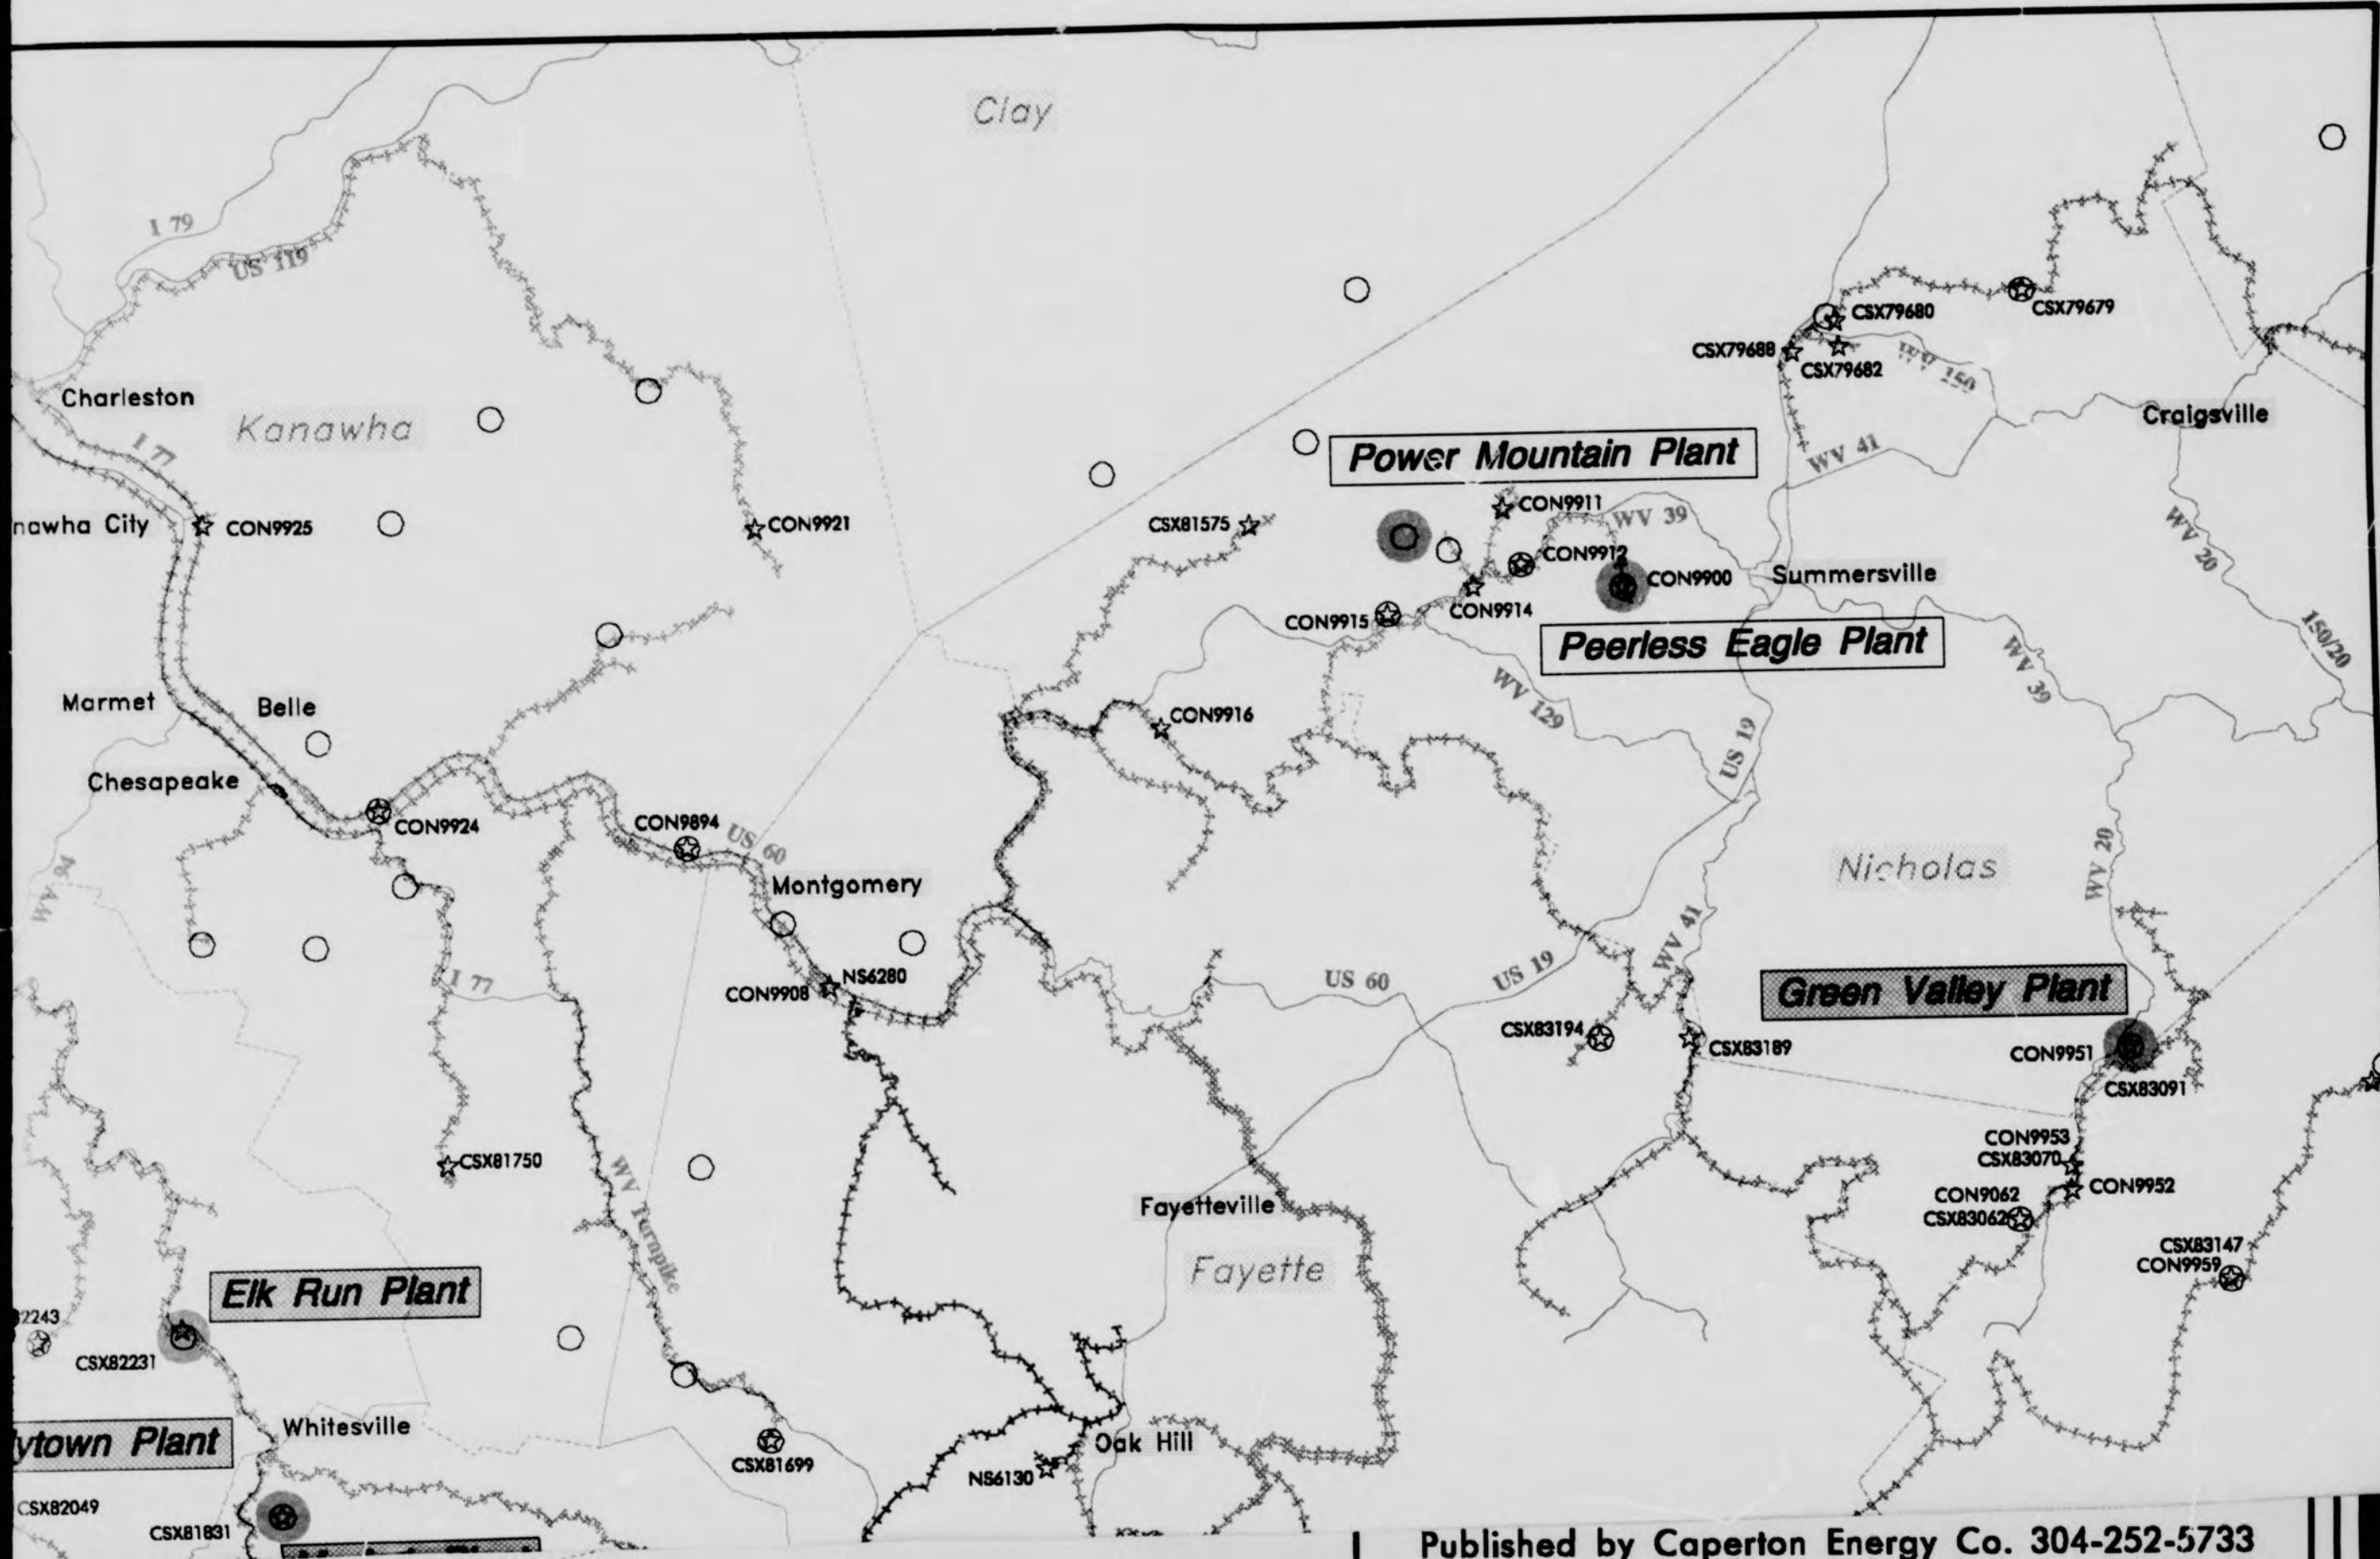 Clay
I 79
US 119
CSX79680
CSX79679
CSX79688
CSX79682
WV 150
Charleston
Kanawha
Craigsville
I 77
Power Mountain Plant
WV 41
nawha City
CON9925
CON9921
CSX81575
CON9911
WV 39
CON9912
WV 20
CON9900
Summersville
CON9915
CON9914
Peerless Eagle Plant
150/20
WV 39
Marmet
Belle
CON9916
WV 129
US 19
Chesapeake
CON9924
CON9894
US 60
WV 94
Montgomery
Nicholas
WV 20
WV 41
I 77
NS6280
CON9908
US 60
US 19
Green Valley Plant
CSX83194
CSX83189
CON9951
CSX83091
CON9953
CSX83070
CSX81750
CON9952
CON9062
CSX83062
WV Turnpike
Fayetteville
CSX83147
CON9959
Fayette
Elk Run Plant
82243
CSX82231
Whitesville
ytown Plant
Oak Hill
CSX81699
NS6130
CSX82049
CSX81831
Published by Caperton Energy Co. 304-252-5733